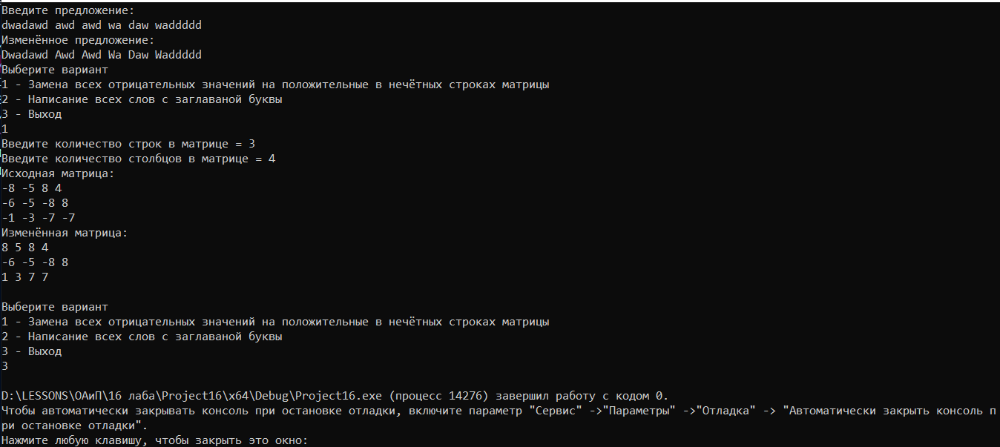 Введите предложение:
dwadawd awd awd wa daw waddddd
Изменённое предложение:
Dwadawd Awd Awd Wa Daw Waddddd
Выберите вариант
1 - Замена всех отрицательных значений на положительные в нечётных строках матрицы
2 - Написание всех слов с заглаваной буквы
3 - Выход
1
Введите количество строк в матрице = 3
Введите количество столбцов в матрице = 4
Исходная матрица:
-8 -5 8 4
-6 -5 -8 8
-1 -3 -7 -7
Изменённая матрица:
8 5 8 4
-6 -5 -8 8
1 3 7 7
Выберите вариант
1 - Замена всех отрицательных значений на положительные в нечётных строках матрицы
2 - Написание всех слов с заглаваной буквы
3 - Выход
3
D:\LESSONS\ОАиП\16 лаба\Project16\x64\Debug\Project16.exe (процесс 14276) завершил работу с кодом 0.
Чтобы автоматически закрывать консоль при остановке отладки, включите параметр "Сервис" ->"Параметры" ->"Отладка" -> "Автоматически закрыть консоль п
ри остановке отладки".
Нажмите любую клавишу, чтобы закрыть это окно: